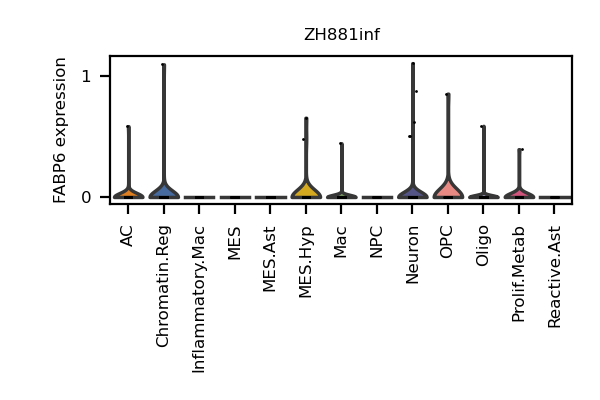 ZH881inf
FABP6 expression
1
0
AC
Chromatin.Reg
Inflammatory.Mac
MES
MES.Ast
MES.Hyp
Mac
NPC
Neuron
OPC
Oligo
Prolif.Metab
Reactive.Ast